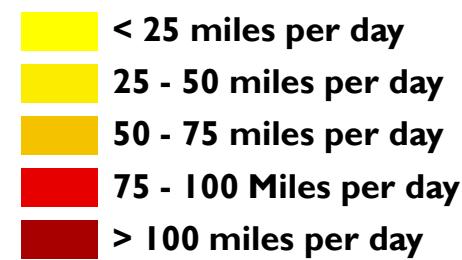 < 25 miles per day
25 - 50 miles per day
50 - 75 miles per day
75 - 100 Miles per day
> 100 miles per day